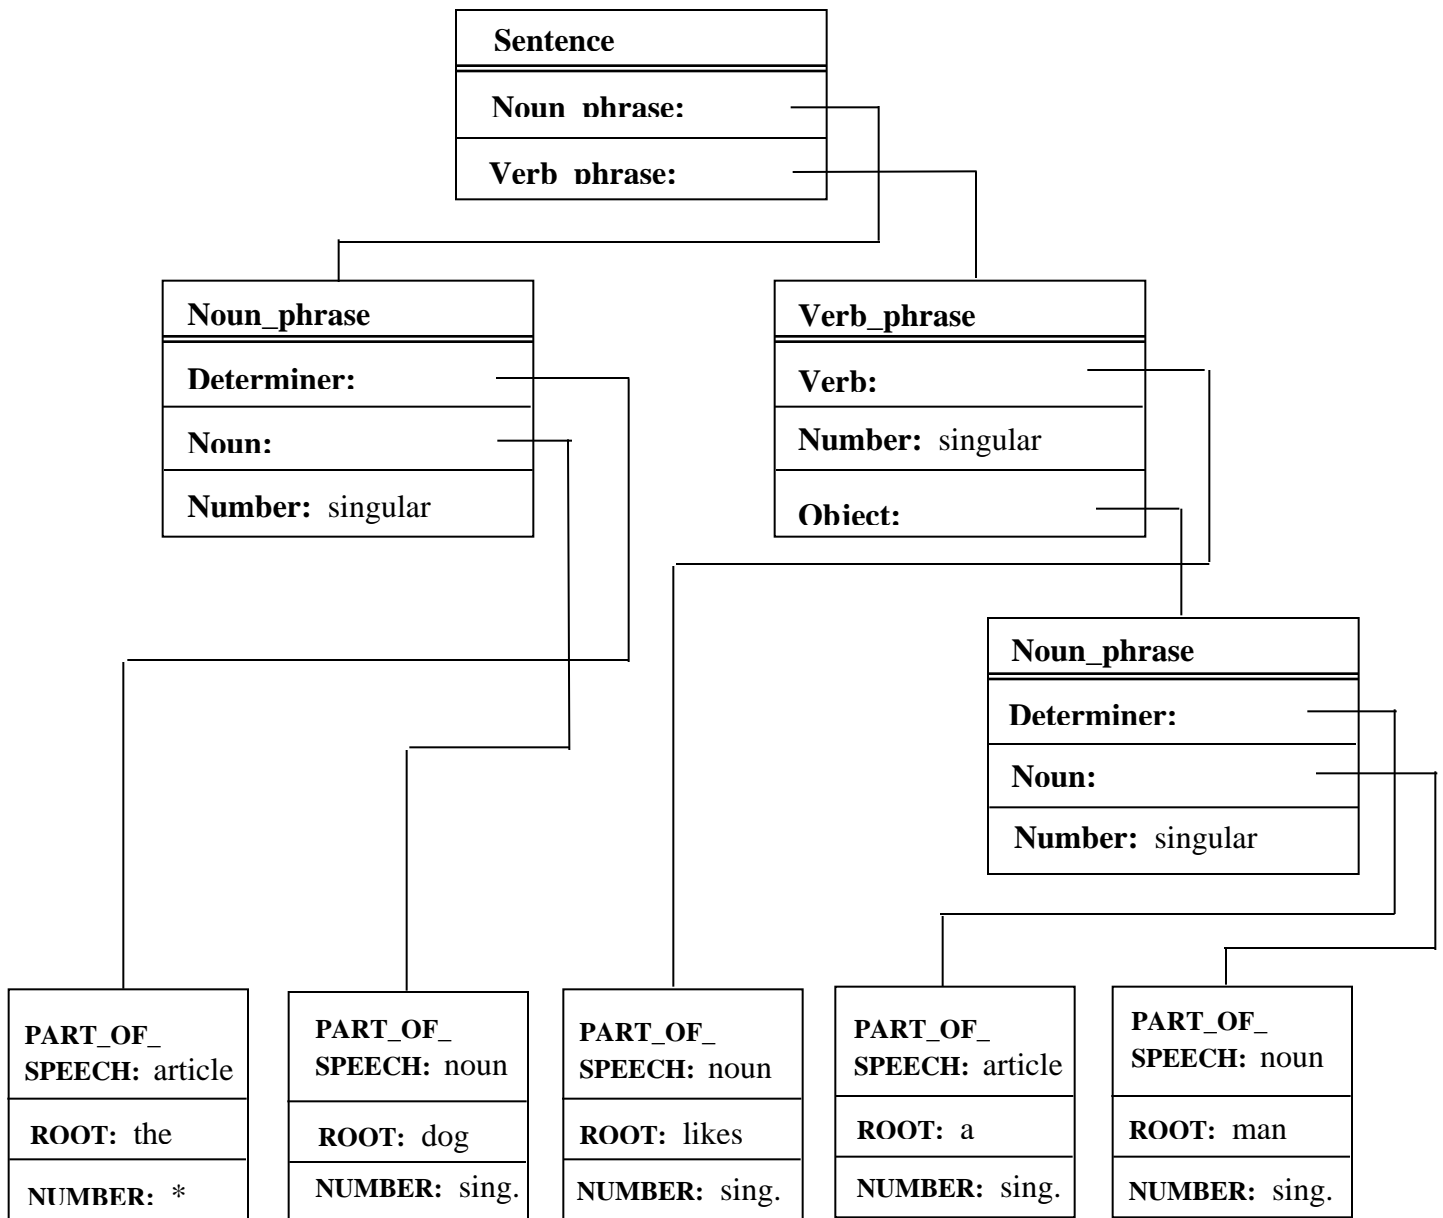 Sentence
Noun_phrase:
Verb_phrase:
Noun_phrase
Determiner:
Noun:
Number: singular
Verb_phrase
Verb:
Number: singular
Object:
Noun_phrase
Determiner:
Noun:
Number: singular
PART_OF_
SPEECH: article
ROOT: the
NUMBER: *
PART_OF_
SPEECH: noun
ROOT: dog
NUMBER: sing.
PART_OF_
SPEECH: noun
ROOT: likes
NUMBER: sing.
PART_OF_
SPEECH: article
ROOT: a
NUMBER: sing.
PART_OF_
SPEECH: noun
ROOT: man
NUMBER: sing.